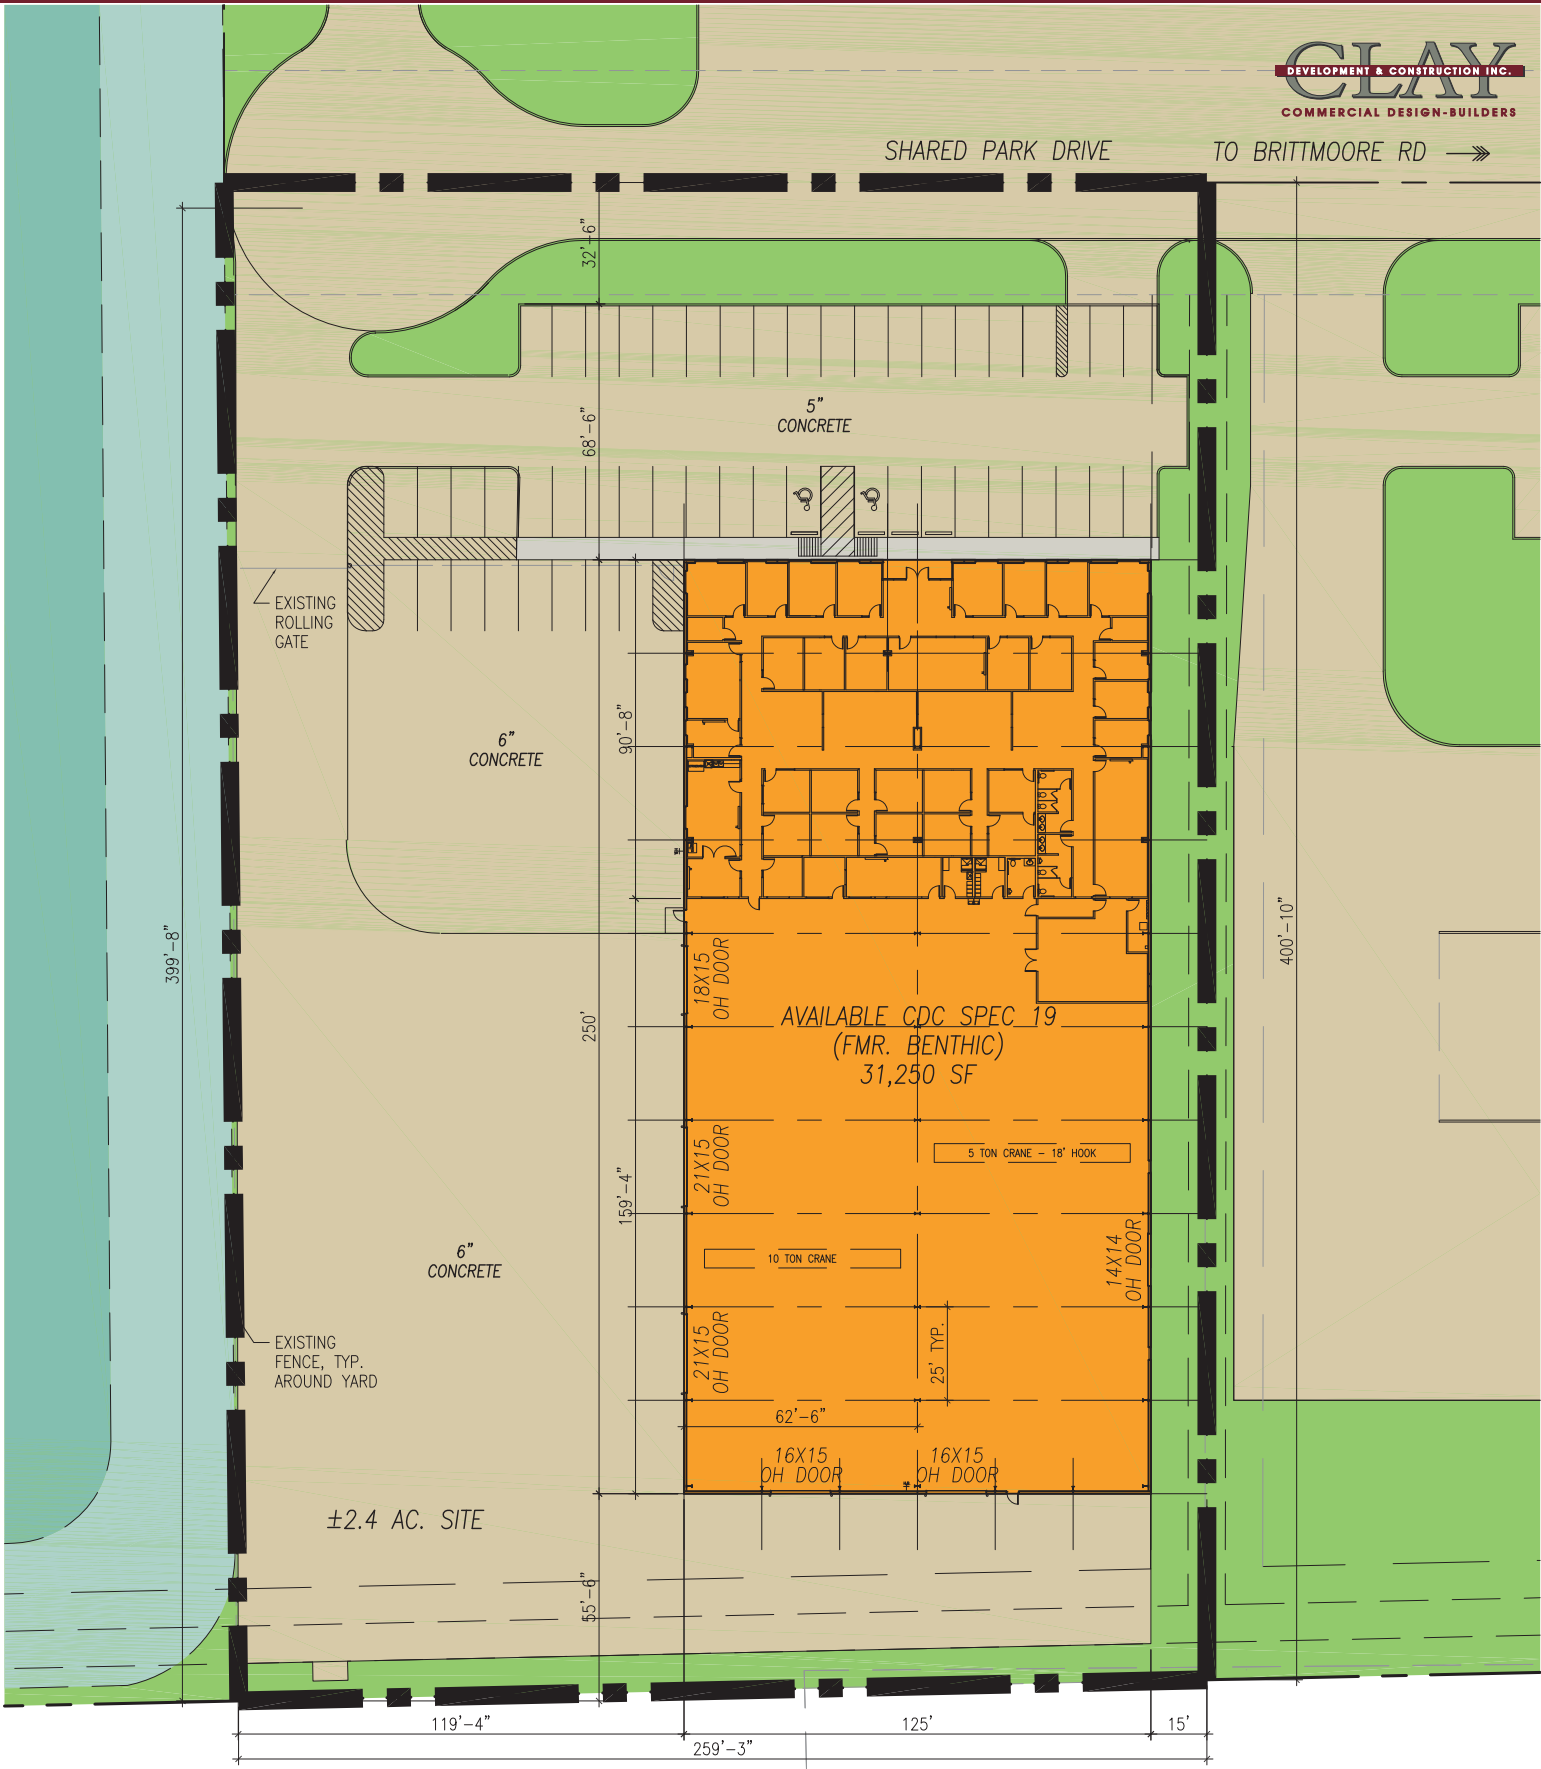 CLAY
DEVELOPMENT & CONSTRUCTION INC.
COMMERCIAL DESIGN-BUILDERS
SHARED PARK DRIVE
TO BRITTMOORE RD
32'-6"
68'-6"
5"
CONCRETE
EXISTING
ROLLING
GATE
6"
CONCRETE
90'-8"
399'-8"
400'-10"
250'
18X15
OH DOOR
AVAILABLE CDC SPEC 19
(FMR. BENTHIC)
31,250 SF
21X15
OH DOOR
5 TON CRANE - 18' HOOK
159'-4"
6"
CONCRETE
10 TON CRANE
14X14
OH DOOR
EXISTING
FENCE, TYP.
AROUND YARD
21X15
OH DOOR
25' TYP.
62'-6"
16X15
OH DOOR
16X15
OH DOOR
±2.4 AC. SITE
55'-6"
119'-4"
125'
15'
259'-3"